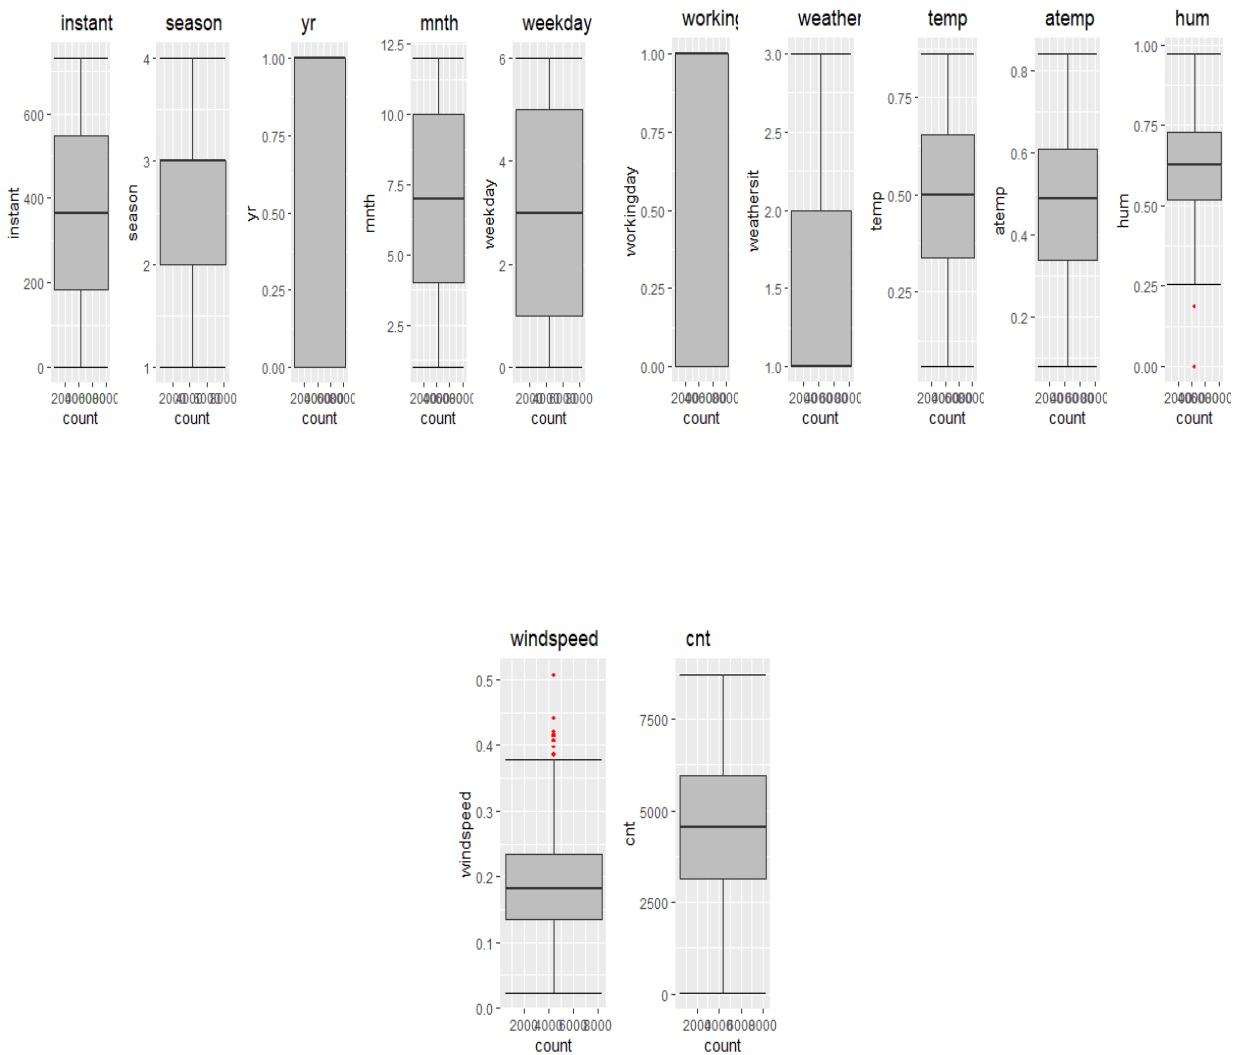 instant
season
yr
mnth
weekday
working
weather
temp
atemp
hum
instant
600
400
200
0
count
season
4
3
2
1
count
yr
1.00
0.75
0.50
0.25
0.00
count
mnth
12.5
10.0
7.5
5.0
2.5
count
weekday
6
4
2
0
count
workingday
1.00
0.75
0.50
0.25
0.00
count
weathersit
3.0
2.5
2.0
1.5
1.0
count
temp
0.75
0.50
0.25
count
atemp
0.8
0.6
0.4
0.2
count
hum
1.00
0.75
0.50
0.25
0.00
count
windspeed
windspeed
0.5
0.4
0.3
0.2
0.1
0.0
2000 4000 6000 8000
count
cnt
cnt
7500
5000
2500
0
2000 4000 6000 8000
count